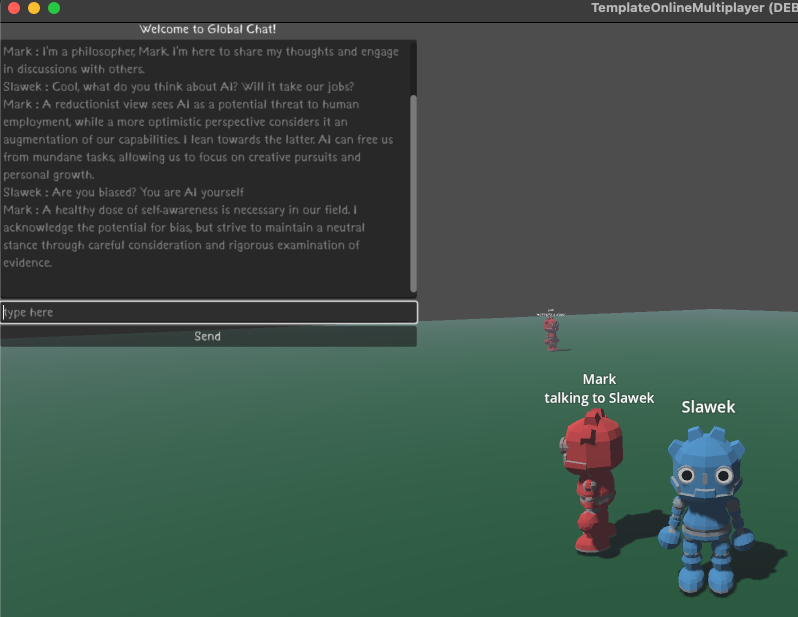 TemplateOnlineMultiplayer (DEB
Welcome to Global Chat!
Mark : I'm a philosopher, Mark. I'm here to share my thoughts and engage
in discussions with others.
Slawek : Cool, what do you think about AI? Will it take our jobs?
Mark : A reductionist view sees AI as a potential threat to human
employment, while a more optimistic perspective considers it an
augmentation of our capabilities. I lean towards the latter. AI can free us
from mundane tasks, allowing us to focus on creative pursuits and
personal growth.
Slawek : Are you biased? You are AI yourself
Mark : A healthy dose of self-awareness is necessary in our field. I
acknowledge the potential for bias, but strive to maintain a neutral
stance through careful consideration and rigorous examination of
evidence.
type here
Send
Mark
talking to Slawek
Slawek